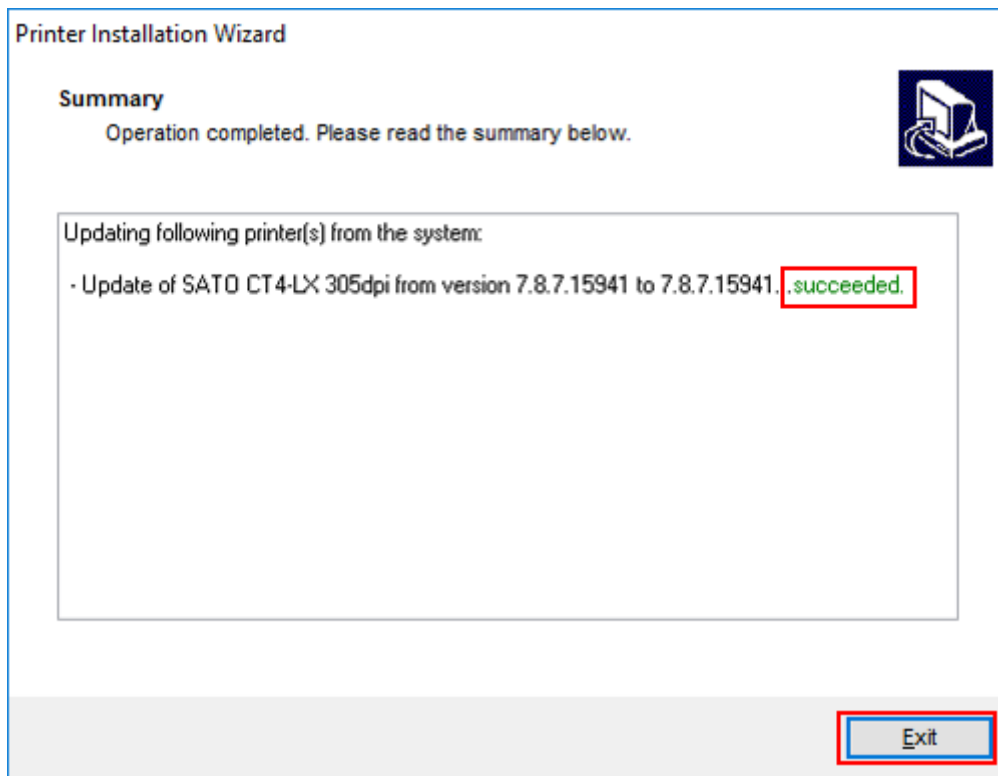 Printer Installation Wizard
Summary
Operation completed. Please read the summary below.
Updating following printer(s) from the system:
- Update of SATO CT4-LX 305dpi from version 7.8.7.15941 to 7.8.7.15941. .succeeded.
Exit